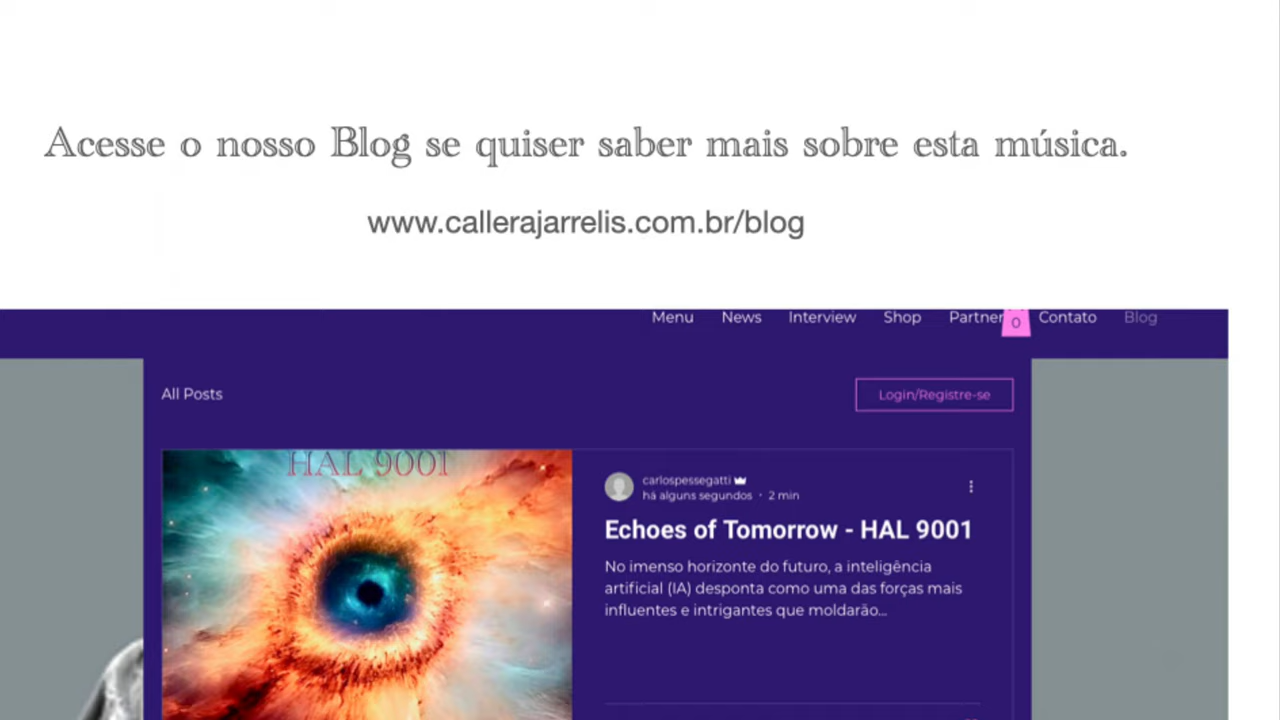 Acesse o nosso Blog se quiser saber mais sobre esta música.
www.callerajarrelis.com.br/blog
Menu News Interview Shop Partner 0 Contato Blog
All Posts
Login/Registre-se
HAL 9001
carlospessegatti
há alguns segundos · 2 min
Echoes of Tomorrow - HAL 9001
No imenso horizonte do futuro, a inteligência
artificial (IA) desponta como uma das forças mais
influentes e intrigantes que moldarão...